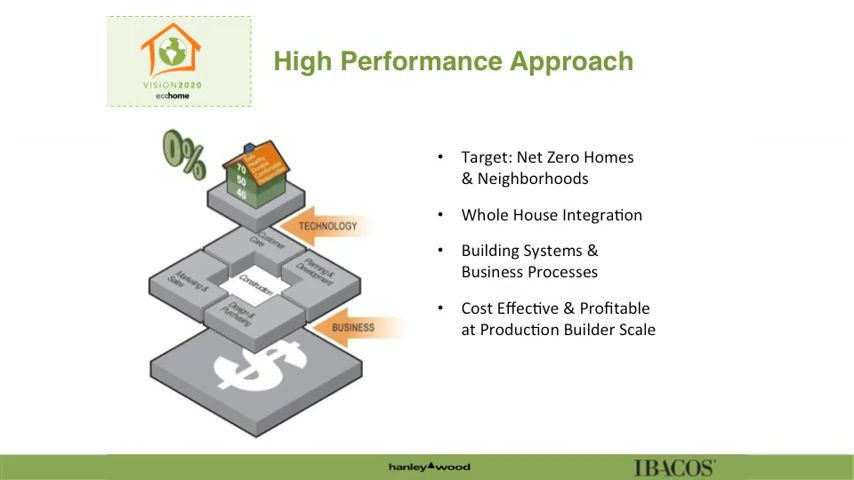 VISION2020
ecohome
High Performance Approach
0%
70
50
40
TECHNOLOGY
Customer
Care
Planning &
Development
Marketing &
Sales
Construction
Design &
Purchasing
BUSINESS
$
• Target: Net Zero Homes
& Neighborhoods
• Whole House Integration
• Building Systems &
Business Processes
• Cost Effective & Profitable
at Production Builder Scale
hanley wood
IBACOS